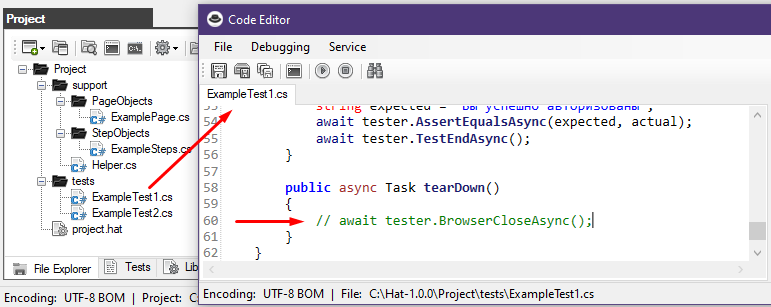 Project
Project
support
PageObjects
ExamplePage.cs
StepObjects
ExampleSteps.cs
Helper.cs
tests
ExampleTest1.cs
ExampleTest2.cs
project.hat
File Explorer
Tests
Encoding: UTF-8 BOM | Project: C:
Code Editor
File Debugging Service
ExampleTest1.cs
string expected = "Вы успешно авторизованы";
54 await tester.AssertEqualsAsync(expected, actual);
55 await tester.TestEndAsync();
56 }
57
58 public async Task tearDown()
59 {
60 // await tester.BrowserCloseAsync();
61 }
62 }
Encoding: UTF-8 BOM | File: C:\Hat-1.0.0\Project\tests\ExampleTest1.cs